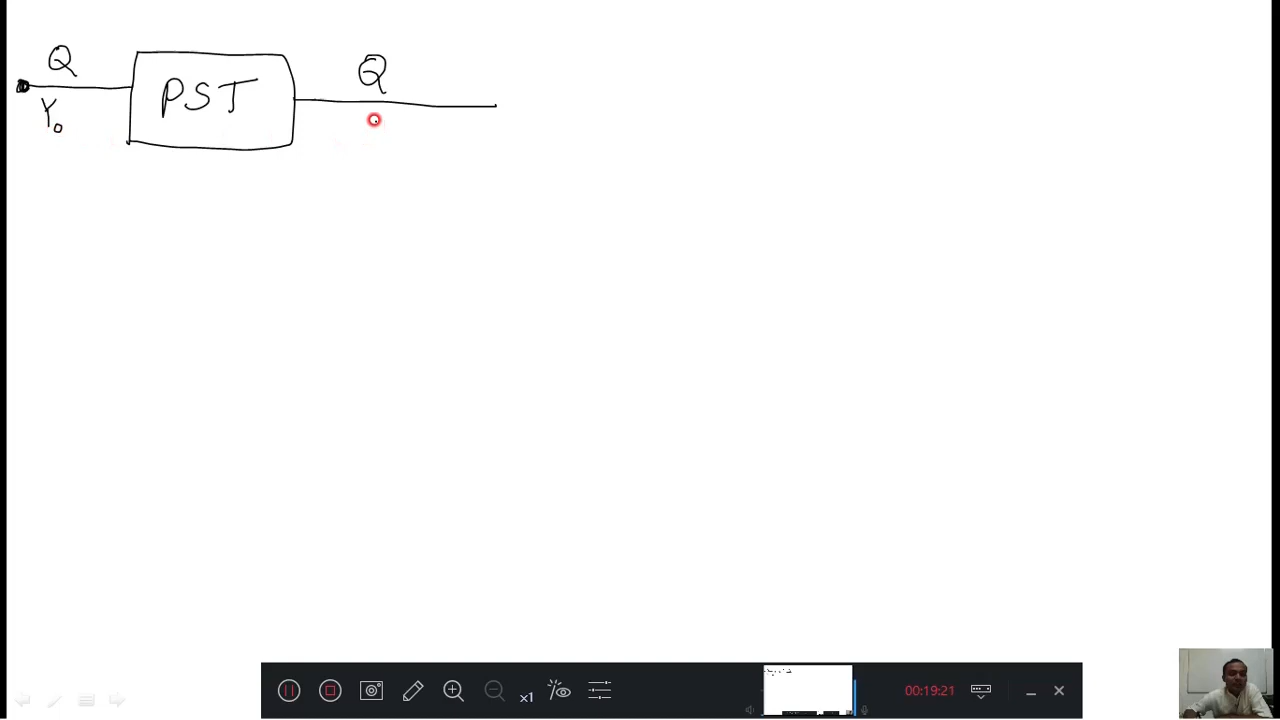 Q
Q
PST
Y₀
x1
00:19:21